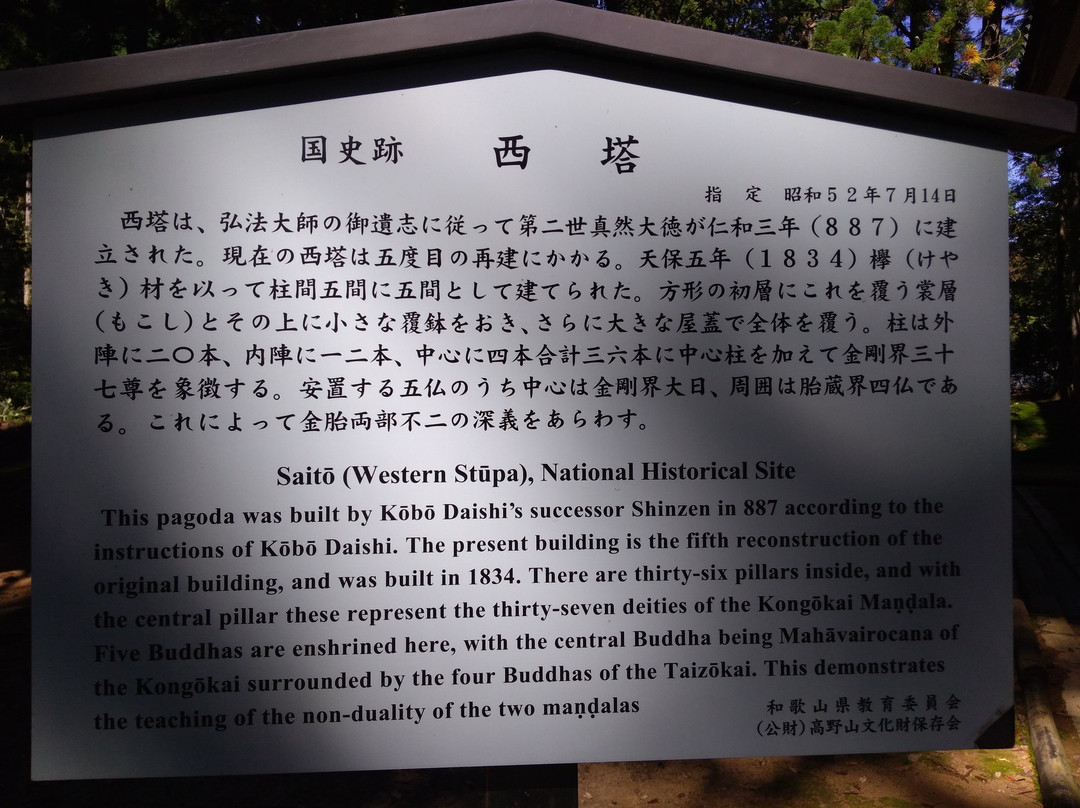 国史跡 西塔
指定 昭和52年7月14日
西塔は、弘法大師の御遺志に従って第二世真然大徳が仁和三年（887）に建
立された。現在の西塔は五度目の再建にかかる。天保五年（1834）欅（けや
き）材を以って柱間五間に五間として建てられた。方形の初層にこれを覆う裳層
(もこし)とその上に小さな覆鉢をおき、さらに大きな屋蓋で全体を覆う。柱は外
陣に二〇本、内陣に一二本、中心に四本合計三六本に中心柱を加えて金剛界三十
七尊を象徴する。安置する五仏のうち中心は金剛界大日、周囲は胎蔵界四仏であ
る。これによって金胎両部不二の深義をあらわす。
Saitō (Western Stūpa), National Historical Site
This pagoda was built by Kōbō Daishi's successor Shinzen in 887 according to the
instructions of Kōbō Daishi. The present building is the fifth reconstruction of the
original building, and was built in 1834. There are thirty-six pillars inside, and with
the central pillar these represent the thirty-seven deities of the Kongōkai Maṇḍala.
Five Buddhas are enshrined here, with the central Buddha being Mahāvairocana of
the Kongōkai surrounded by the four Buddhas of the Taizōkai. This demonstrates
the teaching of the non-duality of the two maṇḍalas
和歌山県教育委員会
(公財)高野山文化財保存会